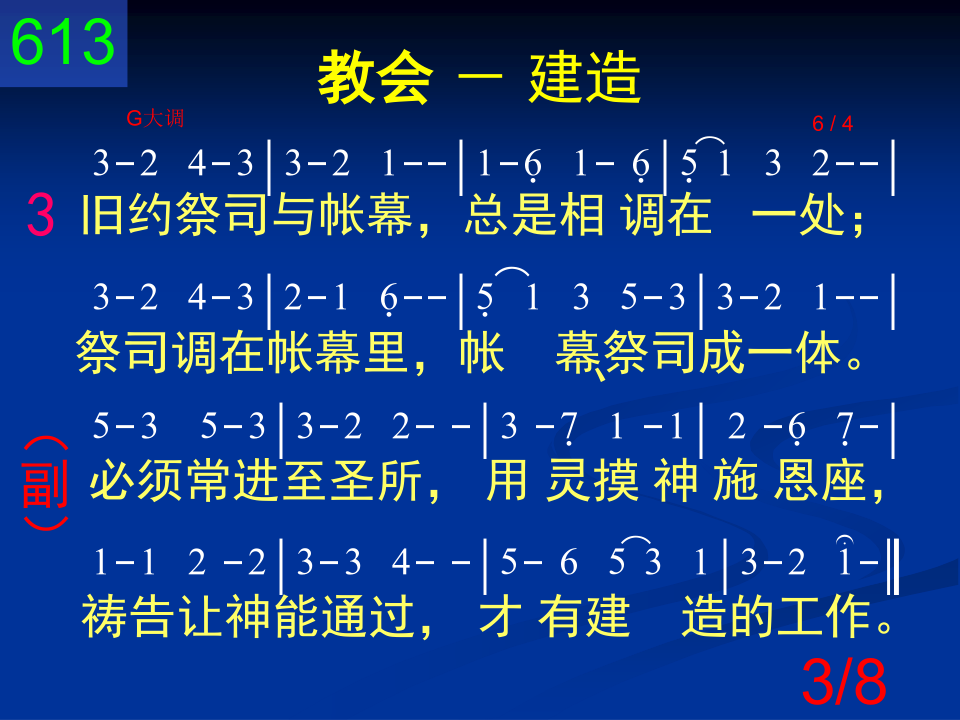 613
教会 － 建造
G大调
6 / 4
3－2 4－3│3－2 1－－│1－6̣ 1－ 6̣│5̣ 1 3 2－－│
3 旧约祭司与帐幕，总是相 调在 一处；
3－2 4－3│2－1 6̣－－│5̣ 1 3 5－3│3－2 1－－│
祭司调在帐幕里，帐 幕、祭司成一体。
5－3 5－3│3－2 2－－│3－7̣ 1－1│2－6̣ 7̣－│
（副） 必须常进至圣所， 用 灵摸 神 施 恩座，
1－1 2－2│3－3 4－－│5－ 6 5 3 1│3－2 1－‖
祷告让神能通过， 才 有建 造的工作。
3/8